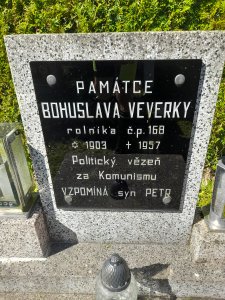 PAMÁTCE
BOHUSLAVA VEVERKY
rolníka č.p. 168
✡ 1903 † 1957
Politický vězeň
za Komunismu
VZPOMÍNÁ syn PETR